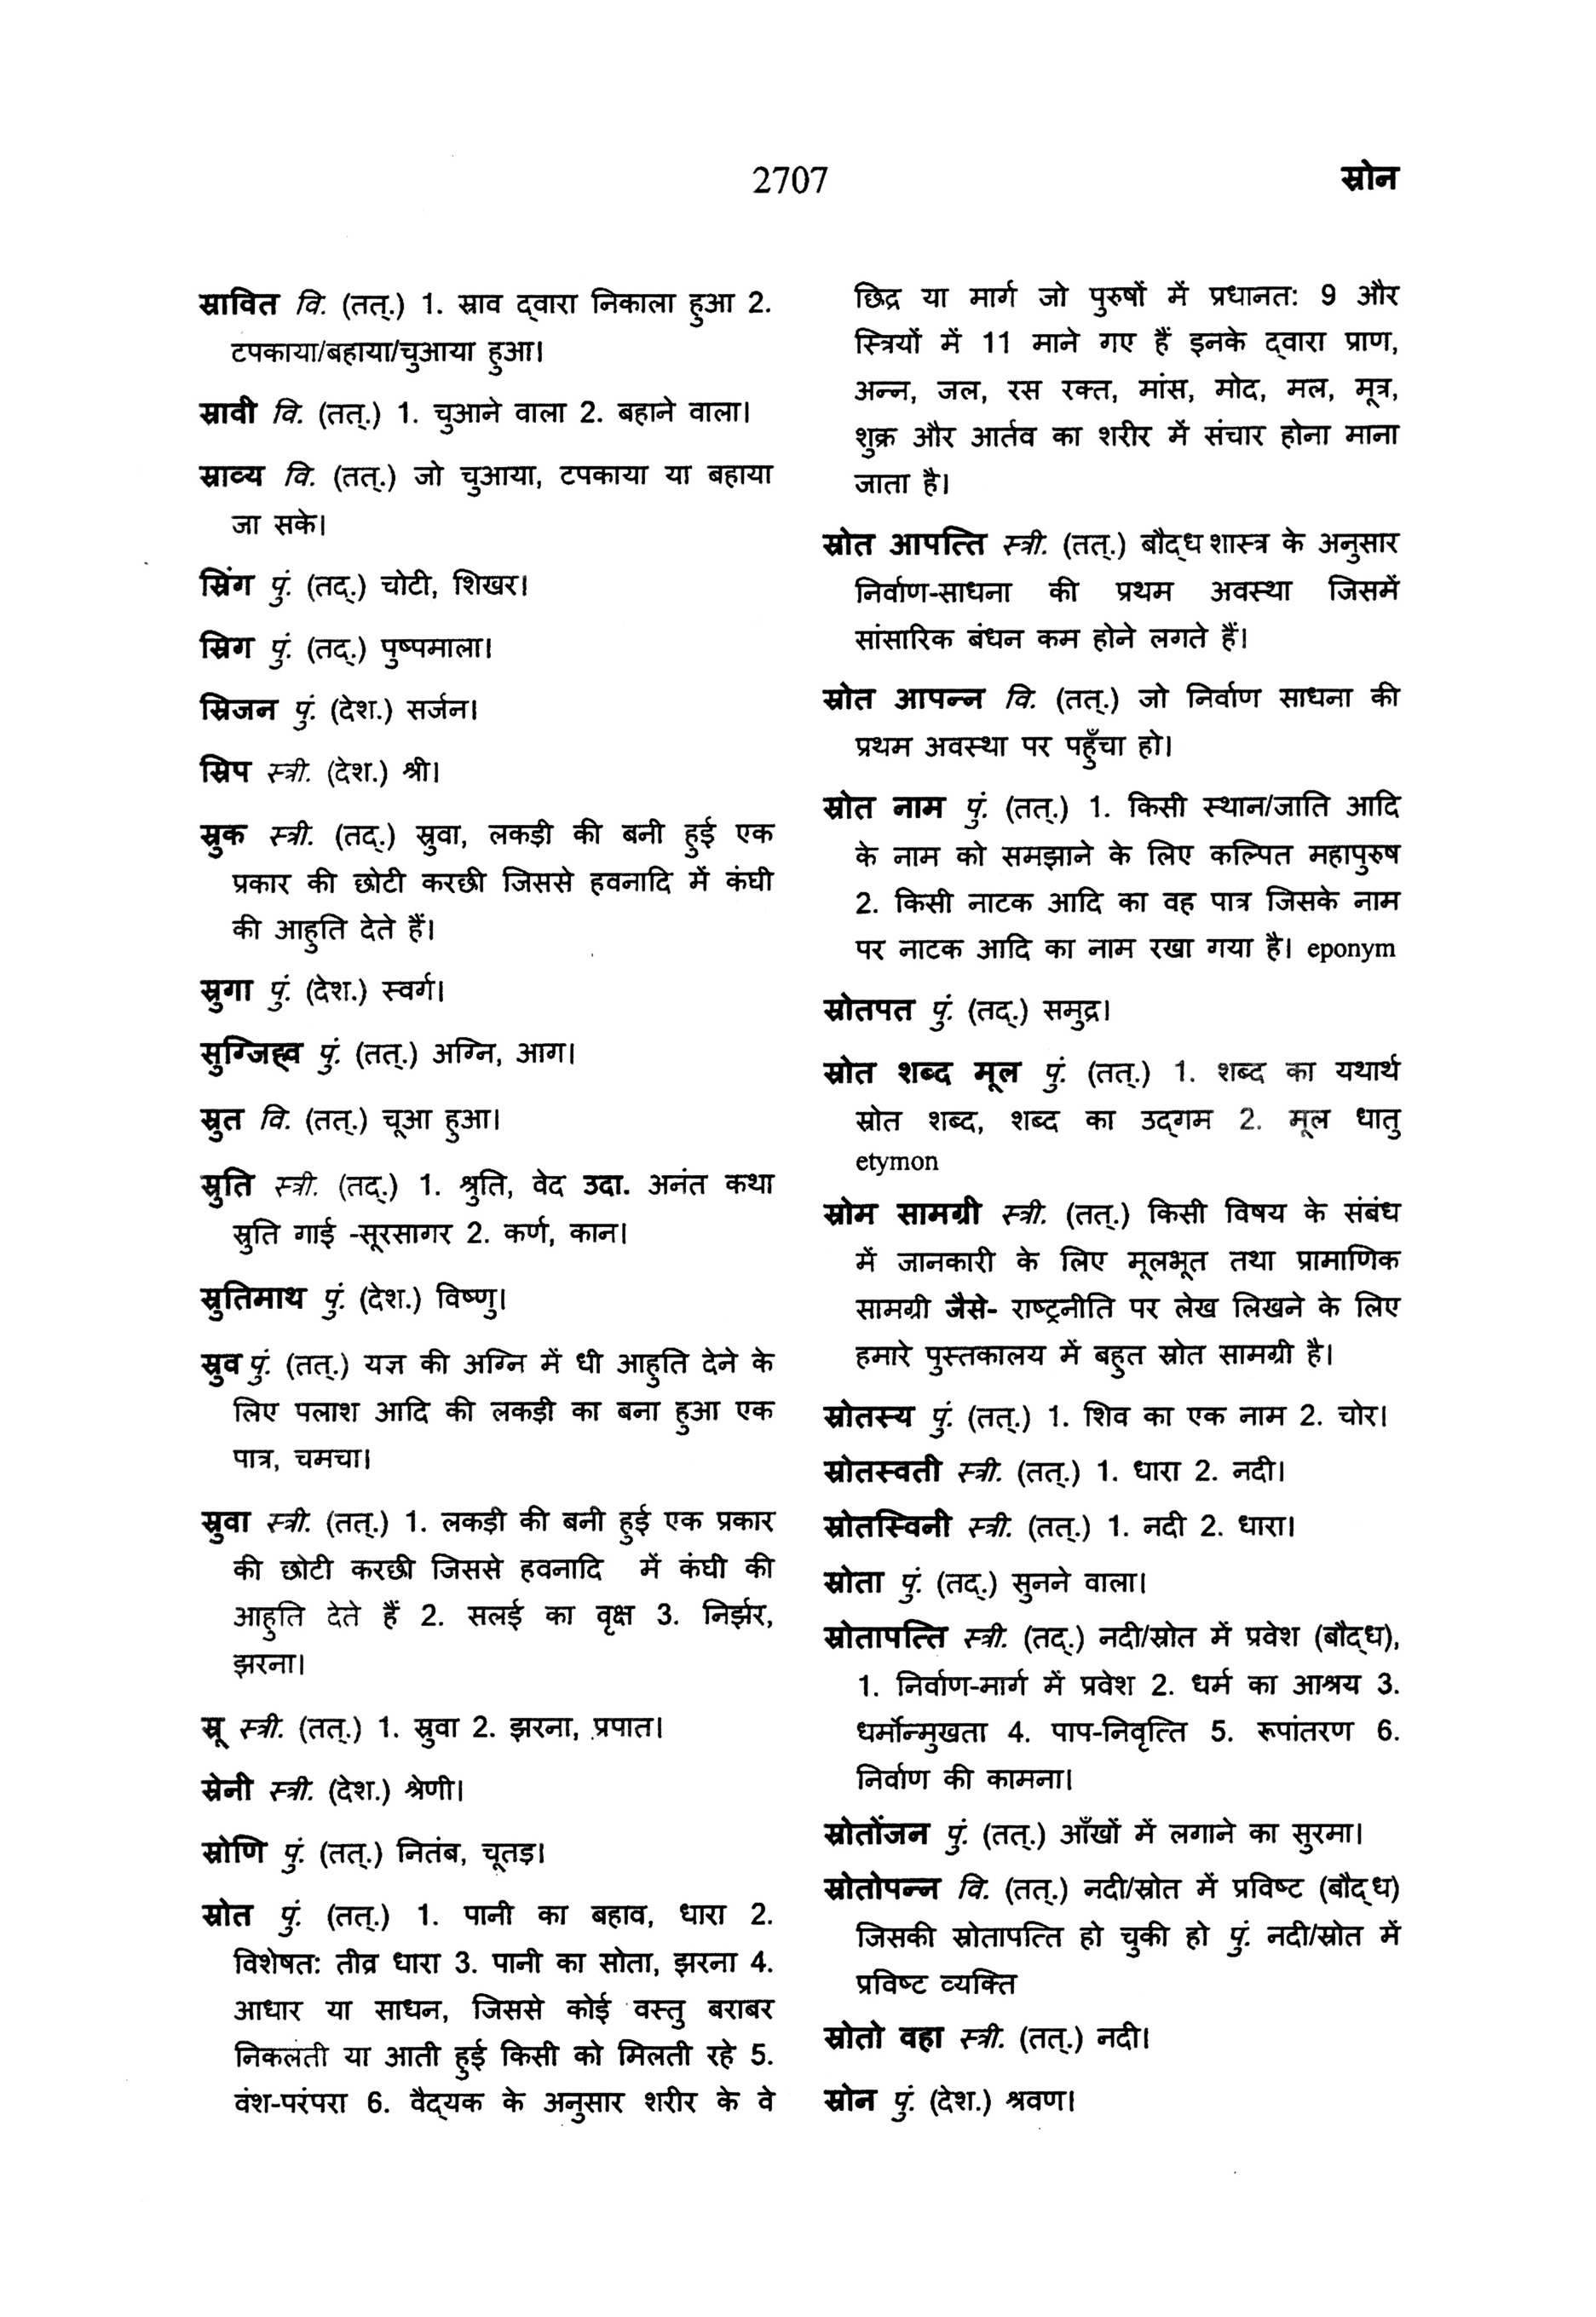 2707
स्रोन
स्रावित वि. (तत्.) 1. स्राव द्‌वारा निकाला हुआ 2.
टपकाया/बहाया/चुआया हुआ।
स्रावी वि. (तत्.) 1. चुआने वाला 2. बहाने वाला।
स्राव्य वि. (तत्.) जो चुआया, टपकाया या बहाया
जा सके।
स्रिंग पुं. (तद्.) चोटी, शिखर।
स्रिग पुं. (तद्.) पुष्पमाला।
स्रिजन पुं. (देश.) सर्जन।
स्रिप स्त्री. (देश.) श्री।
स्रुक स्त्री. (तद्.) स्रुवा, लकड़ी की बनी हुई एक
प्रकार की छोटी करछी जिससे हवनादि में कंघी
की आहुति देते हैं।
स्रुगा पुं. (देश.) स्वर्ग।
सुग्जिह्व पुं. (तत्.) अग्नि, आग।
स्रुत वि. (तत्.) चूआ हुआ।
स्रुति स्त्री. (तद्.) 1. श्रुति, वेद उदा. अनंत कथा
स्रुति गाई -सूरसागर 2. कर्ण, कान।
स्रुतिमाथ पुं. (देश.) विष्णु।
स्रुव पुं. (तत्.) यज्ञ की अग्नि में धी आहुति देने के
लिए पलाश आदि की लकड़ी का बना हुआ एक
पात्र, चमचा।
स्रुवा स्त्री. (तत्.) 1. लकड़ी की बनी हुई एक प्रकार
की छोटी करछी जिससे हवनादि में कंघी की
आहुति देते हैं 2. सलई का वृक्ष 3. निर्झर,
झरना।
स्रू स्त्री. (तत्.) 1. स्रुवा 2. झरना, प्रपात।
स्रेनी स्त्री. (देश.) श्रेणी।
स्रोणि पुं. (तत्.) नितंब, चूतड़।
स्रोत पुं. (तत्.) 1. पानी का बहाव, धारा 2.
विशेषत: तीव्र धारा 3. पानी का सोता, झरना 4.
आधार या साधन, जिससे कोई वस्तु बराबर
निकलती या आती हुई किसी को मिलती रहे 5.
वंश-परंपरा 6. वैद्‌यक के अनुसार शरीर के वे
छिद्र या मार्ग जो पुरुषों में प्रधानत: 9 और
स्त्रियों में 11 माने गए हैं इनके द्‌वारा प्राण,
अन्न, जल, रस रक्त, मांस, मोद, मल, मूत्र,
शुक्र और आर्तव का शरीर में संचार होना माना
जाता है।
स्रोत आपत्ति स्त्री. (तत्.) बौद्‌ध शास्त्र के अनुसार
निर्वाण-साधना की प्रथम अवस्था जिसमें
सांसारिक बंधन कम होने लगते हैं।
स्रोत आपन्न वि. (तत्.) जो निर्वाण साधना की
प्रथम अवस्था पर पहुँचा हो।
स्रोत नाम पुं. (तत्.) 1. किसी स्थान/जाति आदि
के नाम को समझाने के लिए कल्पित महापुरुष
2. किसी नाटक आदि का वह पात्र जिसके नाम
पर नाटक आदि का नाम रखा गया है। eponym
स्रोतपत पुं. (तद्.) समुद्र।
स्रोत शब्द मूल पुं. (तत्.) 1. शब्द का यथार्थ
स्रोत शब्द, शब्द का उद्‌गम 2. मूल धातु
etymon
स्रोम सामग्री स्त्री. (तत्.) किसी विषय के संबंध
में जानकारी के लिए मूलभूत तथा प्रामाणिक
सामग्री जैसे- राष्ट्रनीति पर लेख लिखने के लिए
हमारे पुस्तकालय में बहुत स्रोत सामग्री है।
स्रोतस्य पुं. (तत्.) 1. शिव का एक नाम 2. चोर।
स्रोतस्वती स्त्री. (तत्.) 1. धारा 2. नदी।
स्रोतस्विनी स्त्री. (तत्.) 1. नदी 2. धारा।
स्रोता पुं. (तद्.) सुनने वाला।
स्रोतापत्ति स्त्री. (तद्.) नदी/स्रोत में प्रवेश (बौद्‌ध),
1. निर्वाण-मार्ग में प्रवेश 2. धर्म का आश्रय 3.
धर्मोन्मुखता 4. पाप-निवृत्ति 5. रूपांतरण 6.
निर्वाण की कामना।
स्रोतोंजन पुं. (तत्.) आँखों में लगाने का सुरमा।
स्रोतोपन्न वि. (तत्.) नदी/स्रोत में प्रविष्ट (बौद्‌ध)
जिसकी स्रोतापत्ति हो चुकी हो पुं. नदी/स्रोत में
प्रविष्ट व्यक्ति
स्रोतो वहा स्त्री. (तत्.) नदी।
स्रोन पुं. (देश.) श्रवण।